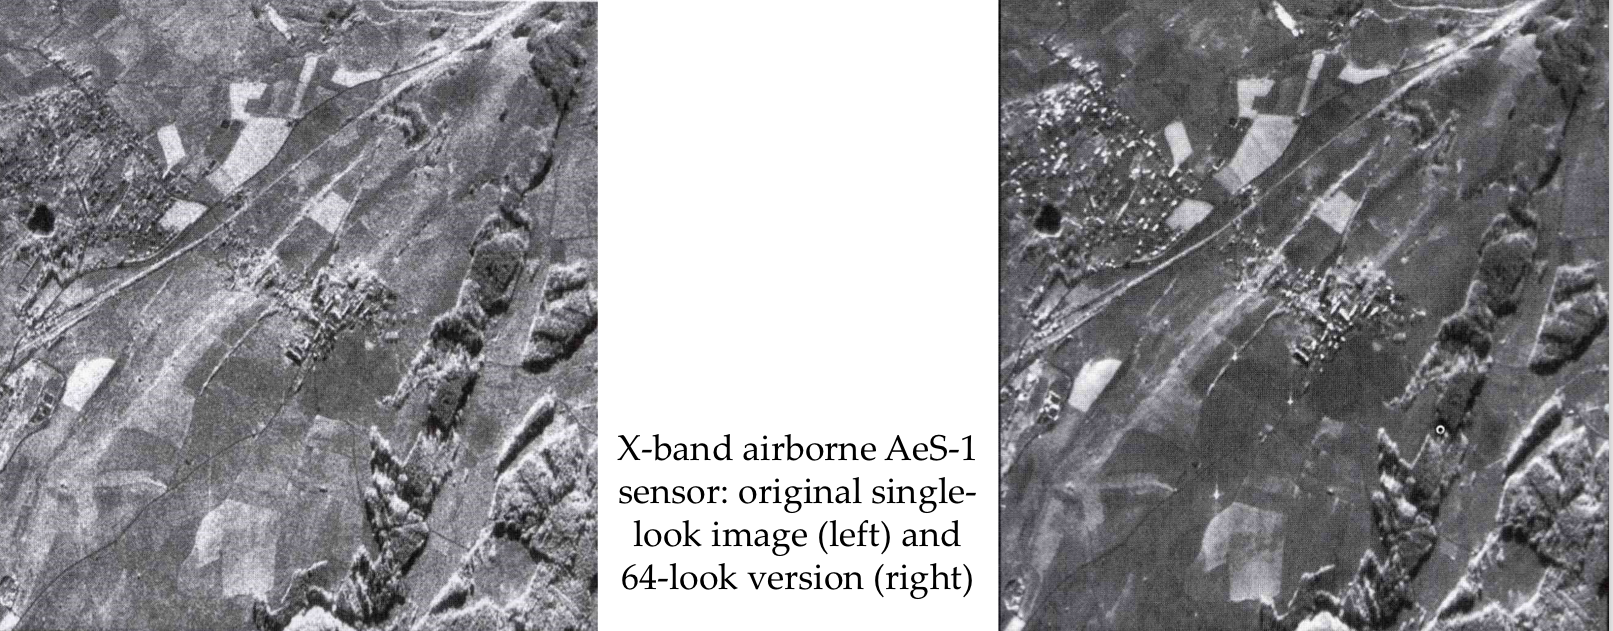 X-band airborne AeS-1
sensor: original single-
look image (left) and
64-look version (right)